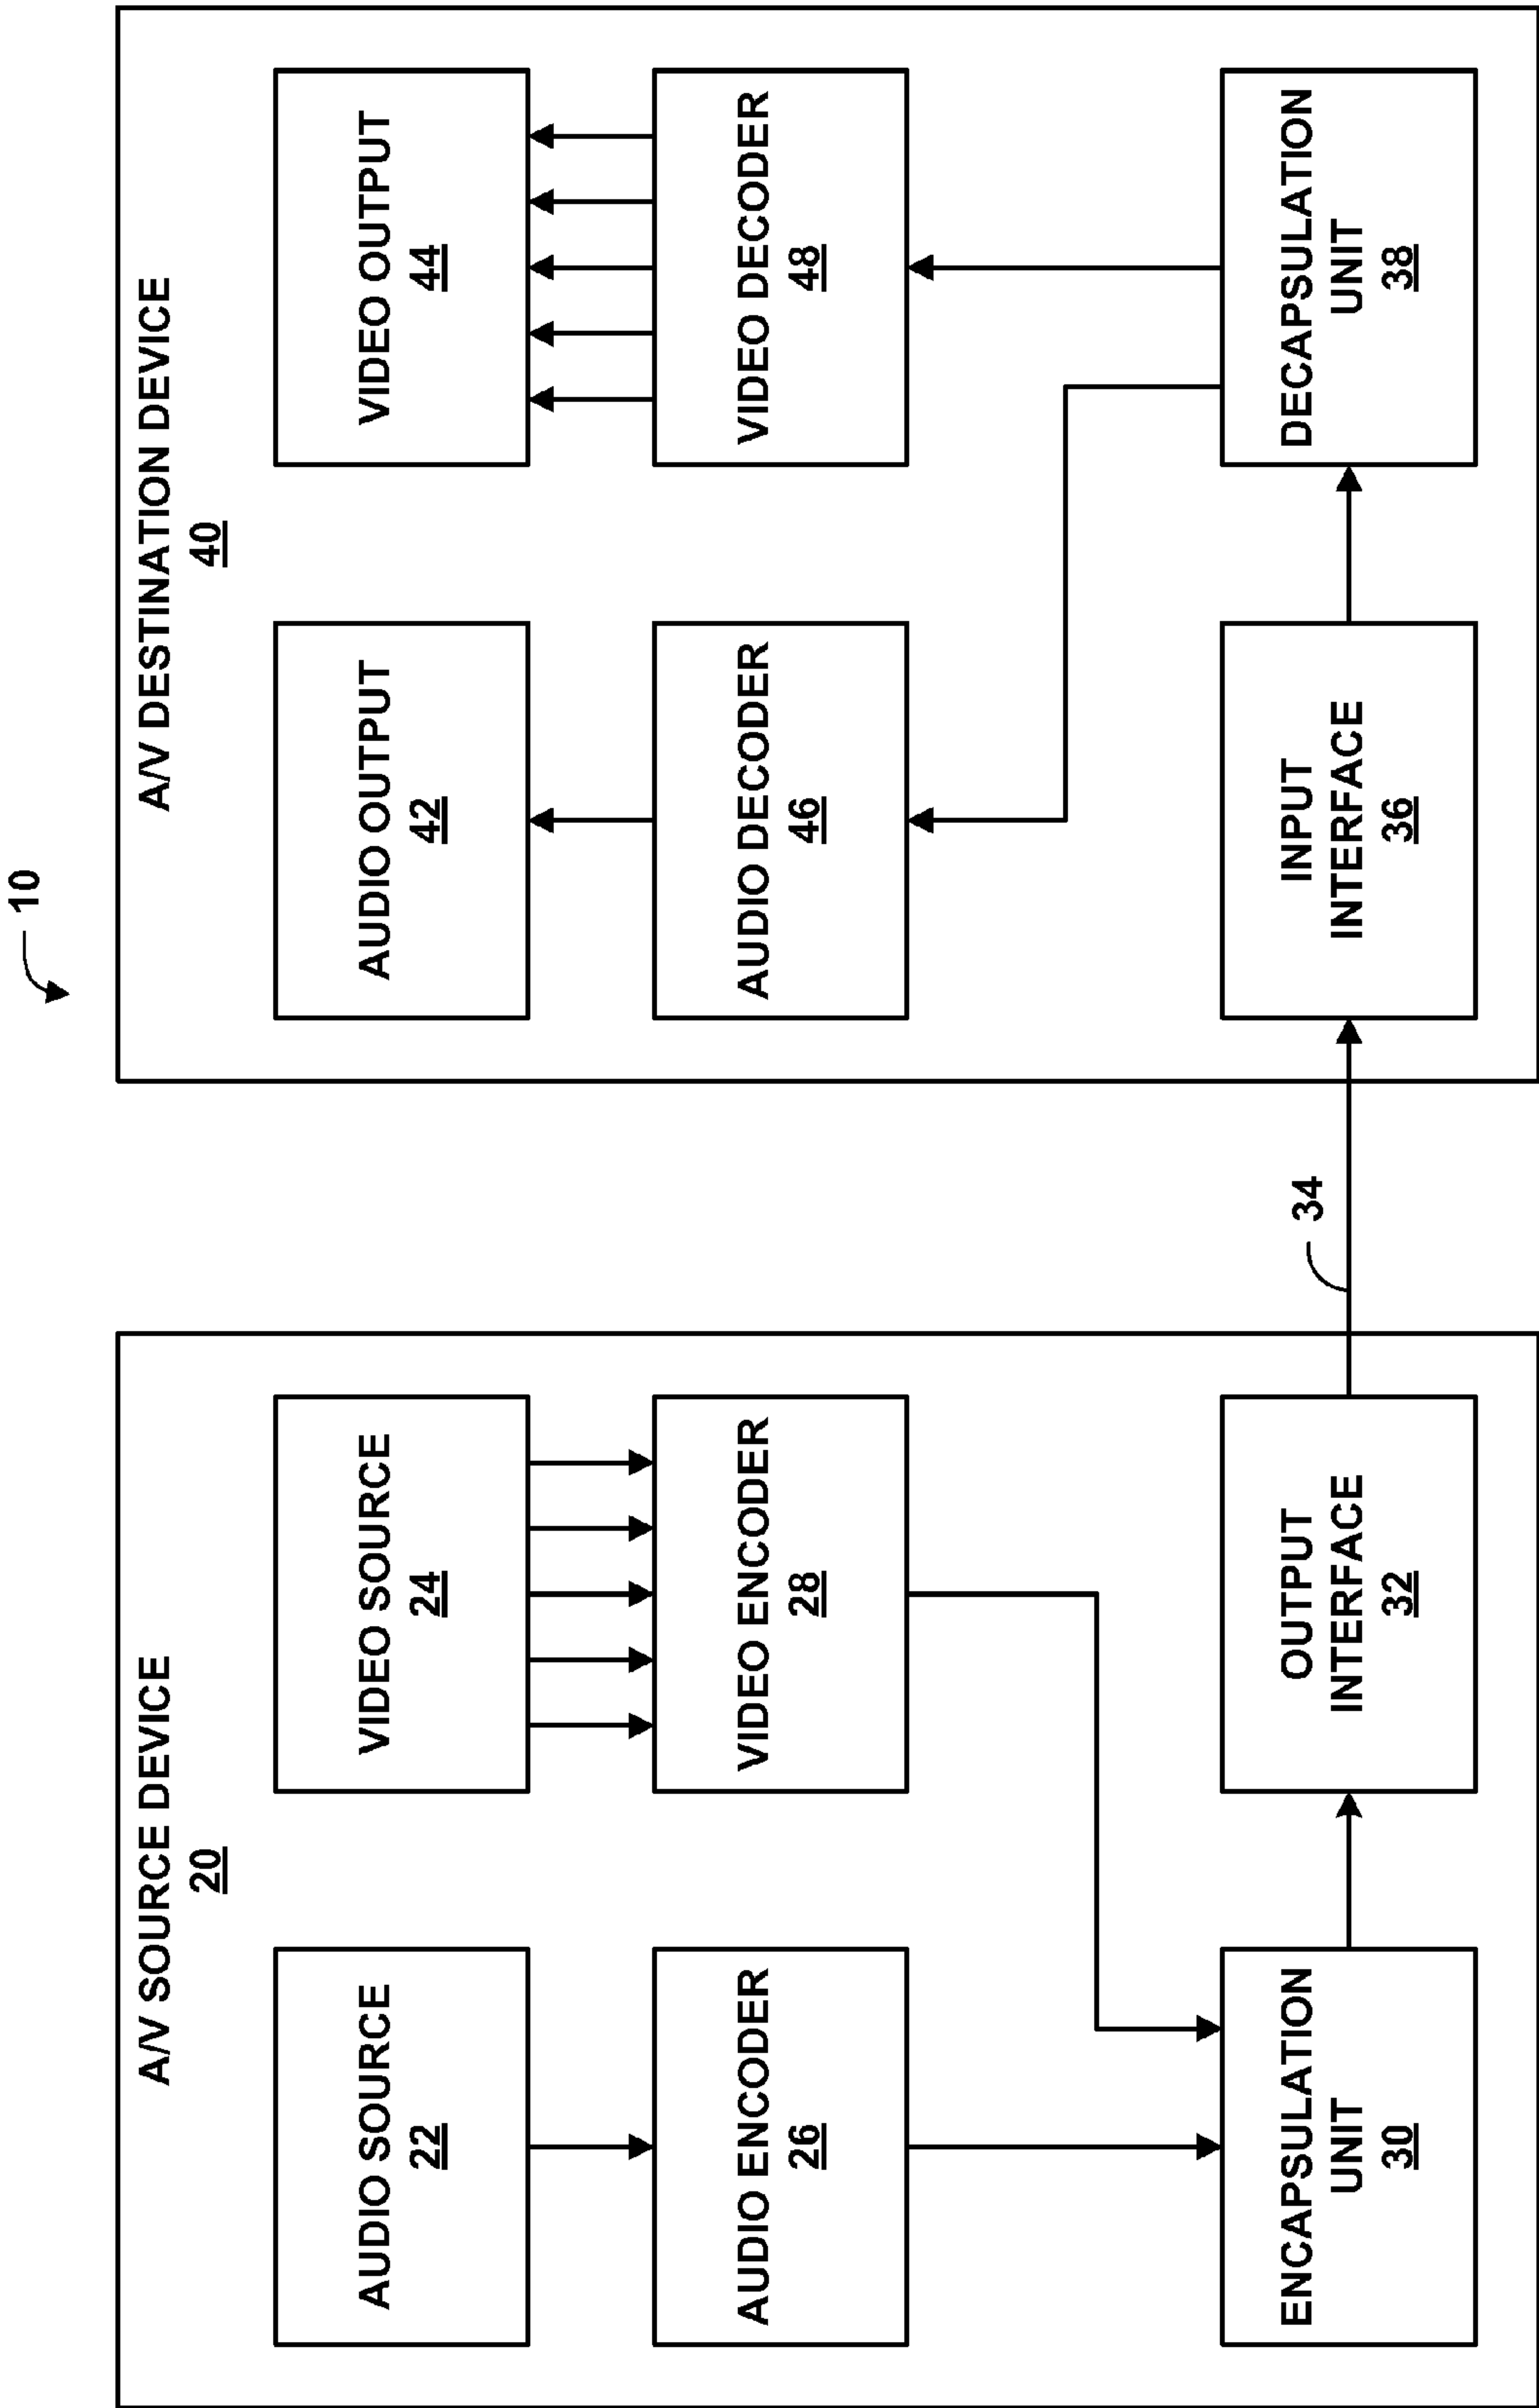 10
A/V SOURCE DEVICE
20
AUDIO SOURCE
22
VIDEO SOURCE
24
AUDIO ENCODER
26
VIDEO ENCODER
28
ENCAPSULATION
UNIT
30
OUTPUT
INTERFACE
32
34
A/V DESTINATION DEVICE
40
AUDIO OUTPUT
42
VIDEO OUTPUT
44
AUDIO DECODER
46
VIDEO DECODER
48
INPUT
INTERFACE
36
DECAPSULATION
UNIT
38